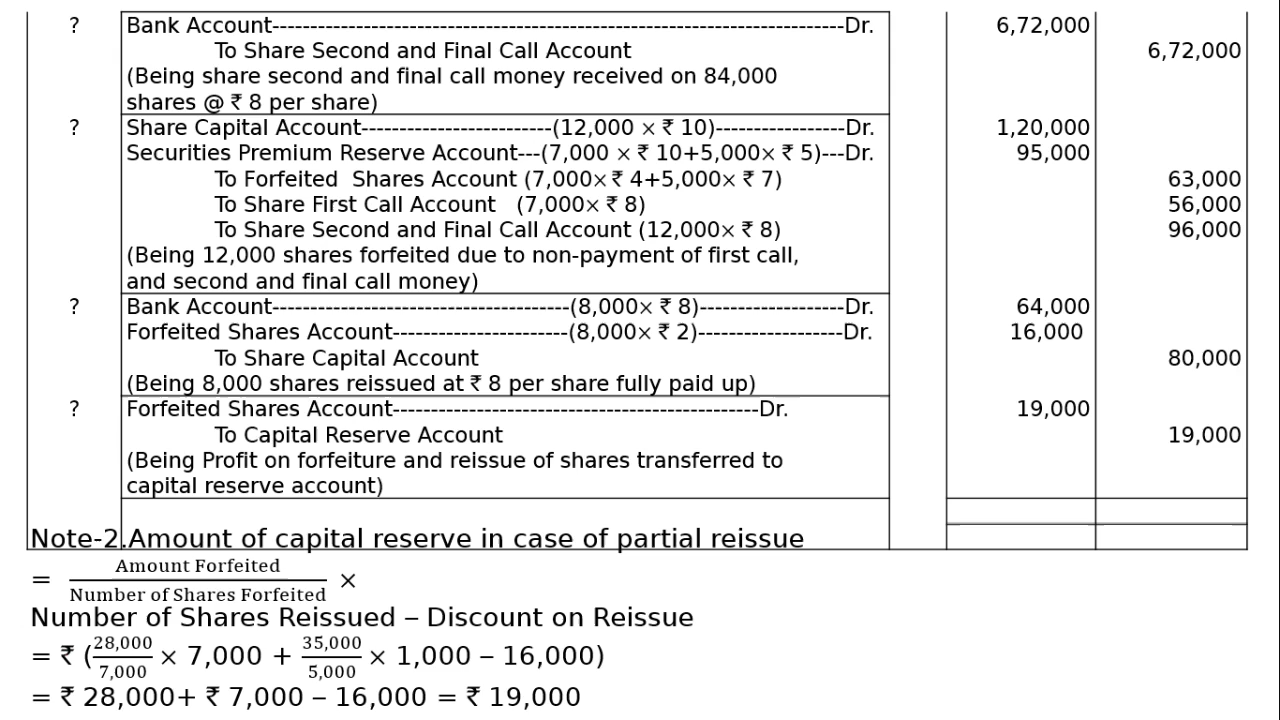 ? Bank Account---------------------------------------------------------------------------Dr. 6,72,000
To Share Second and Final Call Account 6,72,000
(Being share second and final call money received on 84,000
shares @ ₹ 8 per share)
? Share Capital Account-------------------------(12,000 × ₹ 10)-----------------Dr. 1,20,000
Securities Premium Reserve Account---(7,000 × ₹ 10+5,000× ₹ 5)---Dr. 95,000
To Forfeited Shares Account (7,000×₹ 4+5,000× ₹ 7) 63,000
To Share First Call Account (7,000× ₹ 8) 56,000
To Share Second and Final Call Account (12,000× ₹ 8) 96,000
(Being 12,000 shares forfeited due to non-payment of first call,
and second and final call money)
? Bank Account---------------------------------------(8,000× ₹ 8)-------------------Dr. 64,000
Forfeited Shares Account-----------------------(8,000× ₹ 2)-------------------Dr. 16,000
To Share Capital Account 80,000
(Being 8,000 shares reissued at ₹ 8 per share fully paid up)
? Forfeited Shares Account------------------------------------------------Dr. 19,000
To Capital Reserve Account 19,000
(Being Profit on forfeiture and reissue of shares transferred to
capital reserve account)
Note-2.Amount of capital reserve in case of partial reissue
= Amount Forfeited / Number of Shares Forfeited ×
Number of Shares Reissued – Discount on Reissue
= ₹ (28,000/7,000 × 7,000 + 35,000/5,000 × 1,000 – 16,000)
= ₹ 28,000+ ₹ 7,000 – 16,000 = ₹ 19,000